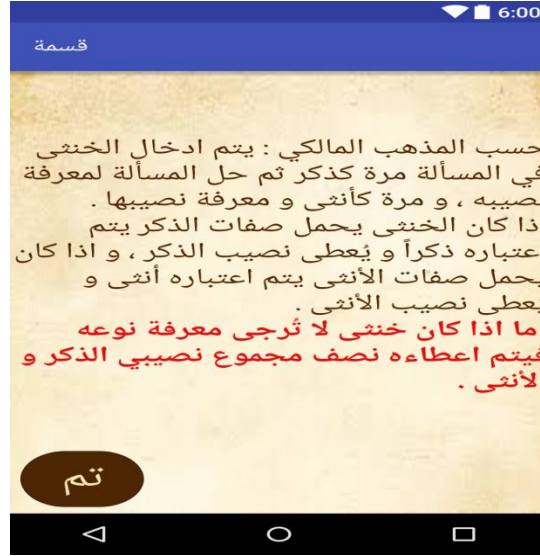 6:00
قسمة
حسب المذهب المالكي : يتم ادخال الخنثى
في المسألة مرة كذكر ثم حل المسألة لمعرفة
نصيبه ، و مرة كأنثى و معرفة نصيبها .
اذا كان الخنثى يحمل صفات الذكر يتم
اعتباره ذكراً و يُعطى نصيب الذكر ، و اذا كان
يحمل صفات الأنثى يتم اعتباره أنثى و
يُعطى نصيب الأنثى .
اما اذا كان خنثى لا تُرجى معرفة نوعه
فيتم اعطاءه نصف مجموع نصيبي الذكر و
الأنثى .
تم